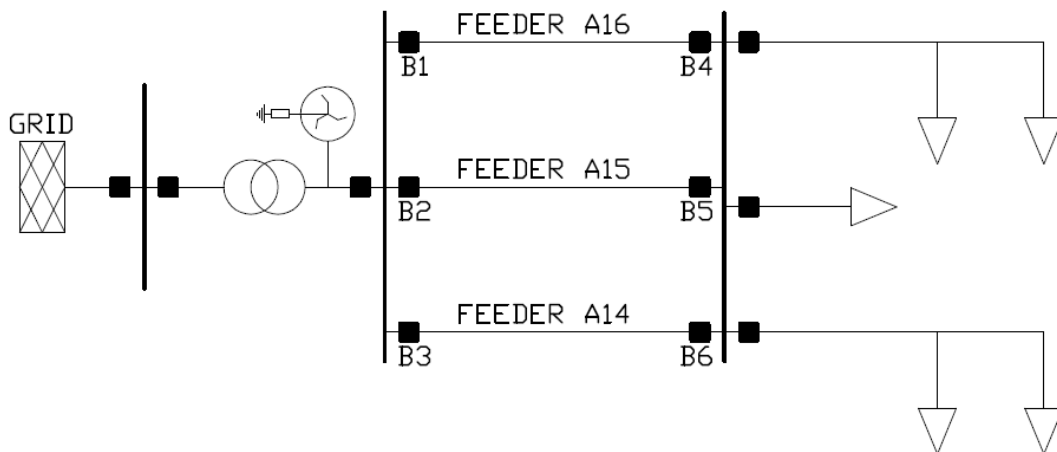 FEEDER A16
B1
B4
GRID
FEEDER A15
B2
B5
FEEDER A14
B3
B6